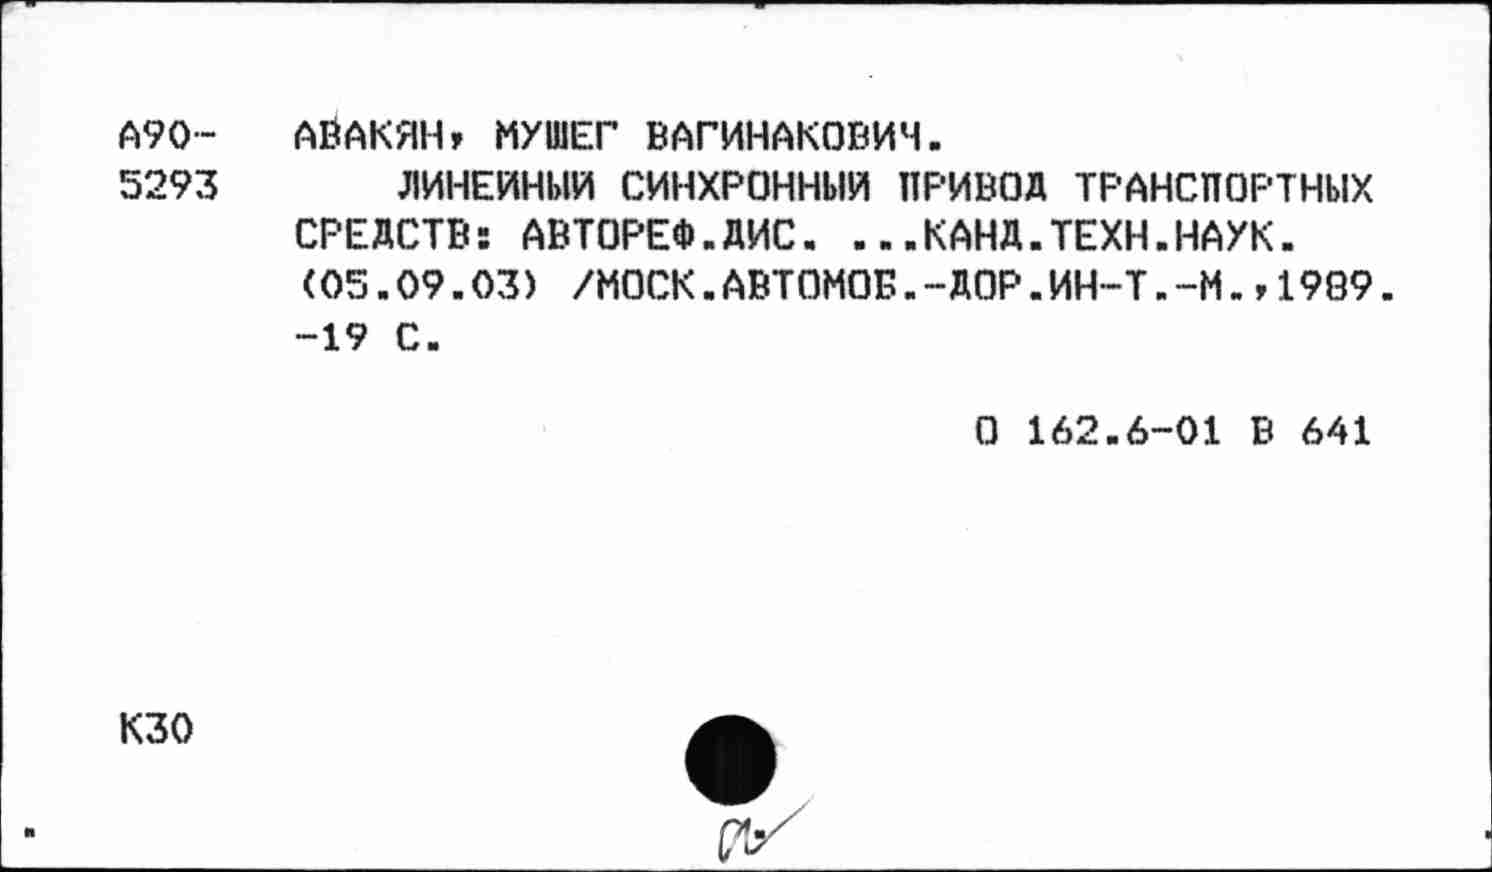 А90- АВАКЯН, МУШЕГ ВАГИНАКОВИЧ.
5293 ЛИНЕЙНЫЙ СИНХРОННЫЙ ПРИВОД ТРАНСПОРТНЫХ
СРЕДСТВ: АВТОРЕФ.ДИС. ...КАНД.ТЕХН.НАУК.
(05.09.03) /МОСК.АВТОМОБ.-ДОР.ИН-Т.-М.,1989.
-19 С.
О 162.6-01 В 641
К30